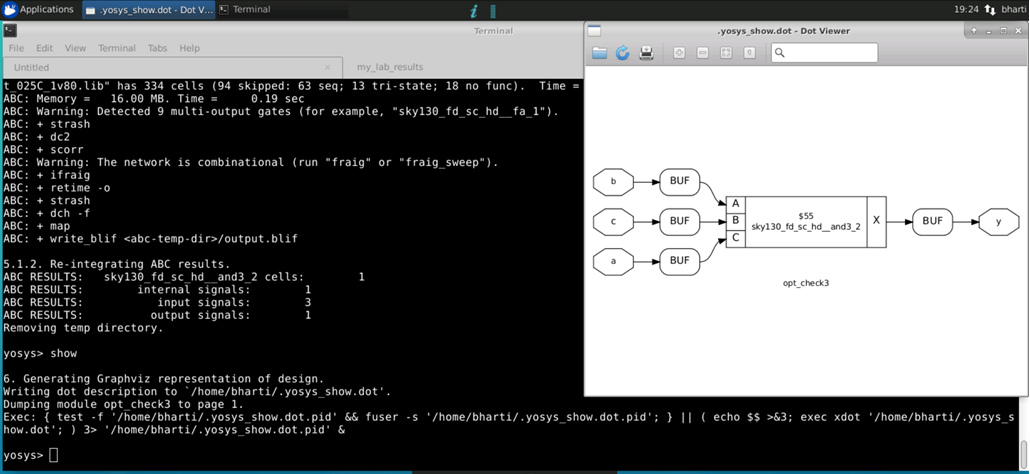 Applications
.yosys_show.dot - Dot V...
Terminal
19:24
bharti
Terminal
File Edit View Terminal Tabs Help
Untitled
my_lab_results
t_025C_1v80.lib" has 334 cells (94 skipped: 63 seq; 13 tri-state; 18 no func).  Time =
ABC: Memory =   16.00 MB. Time =     0.19 sec
ABC: Warning: Detected 9 multi-output gates (for example, "sky130_fd_sc_hd__fa_1").
ABC: + strash
ABC: + dc2
ABC: + scorr
ABC: Warning: The network is combinational (run "fraig" or "fraig_sweep").
ABC: + ifraig
ABC: + retime -o
ABC: + strash
ABC: + dch -f
ABC: + map
ABC: + write_blif <abc-temp-dir>/output.blif
5.1.2. Re-integrating ABC results.
ABC RESULTS:   sky130_fd_sc_hd__and3_2 cells:        1
ABC RESULTS:        internal signals:        1
ABC RESULTS:           input signals:        3
ABC RESULTS:          output signals:        1
Removing temp directory.
yosys> show
6. Generating Graphviz representation of design.
Writing dot description to `/home/bharti/.yosys_show.dot'.
Dumping module opt_check3 to page 1.
Exec: { test -f '/home/bharti/.yosys_show.dot.pid' && fuser -s '/home/bharti/.yosys_show.dot.pid'; } || ( echo $$ >&3; exec xdot '/home/bharti/.yosys_s
how.dot'; ) 3> '/home/bharti/.yosys_show.dot.pid' &
yosys>
.yosys_show.dot - Dot Viewer
b
BUF
c
BUF
a
BUF
A
B
C
$55
sky130_fd_sc_hd__and3_2
X
BUF
y
opt_check3